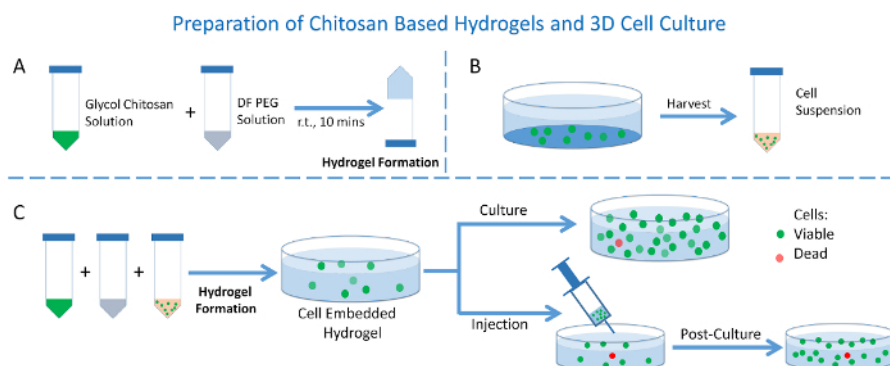 Preparation of Chitosan Based Hydrogels and 3D Cell Culture
A
Glycol Chitosan
Solution
+
DF PEG
Solution
r.t., 10 mins
Hydrogel Formation
B
Harvest
Cell
Suspension
C
+
+
Hydrogel
Formation
Cell Embedded
Hydrogel
Culture
Injection
Post-Culture
Cells:
Viable
Dead